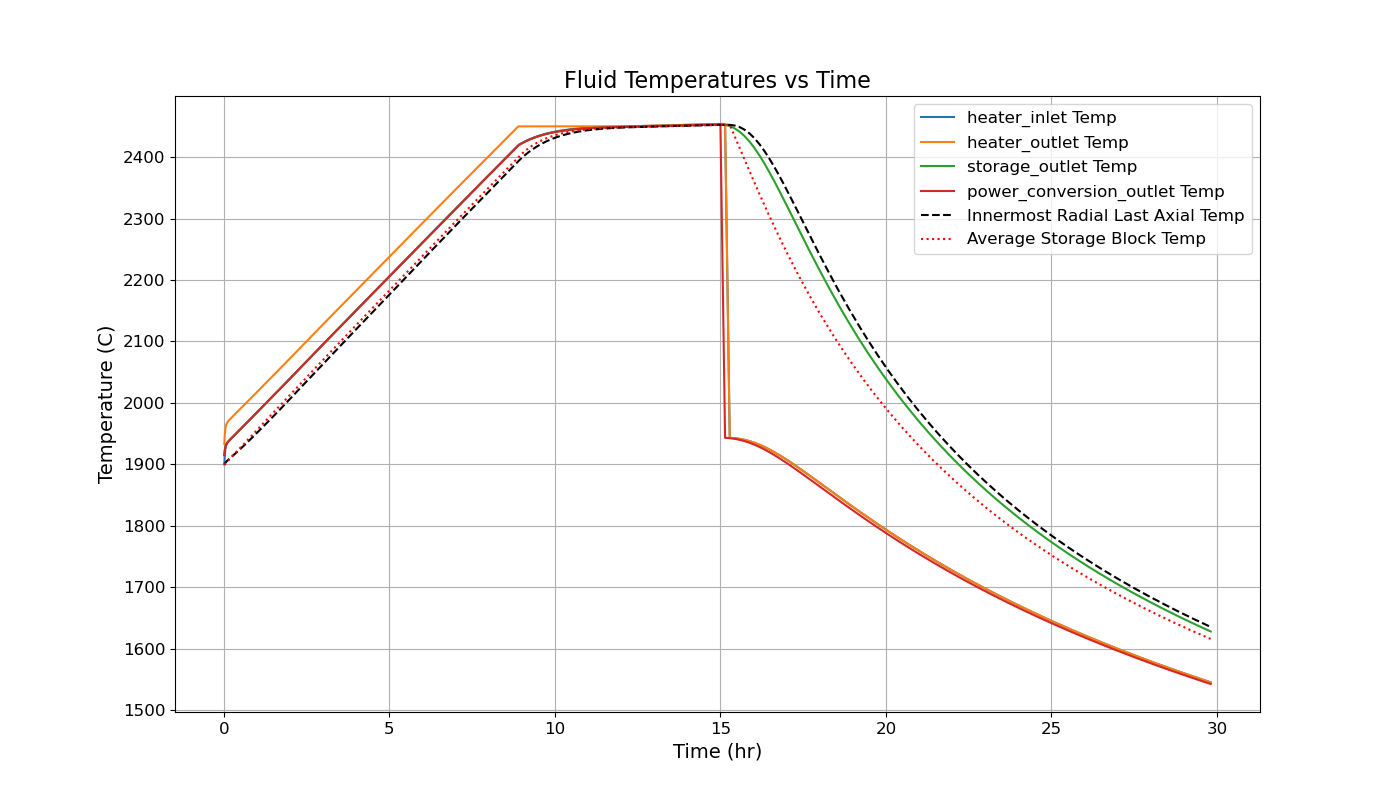 Fluid Temperatures vs Time
heater_inlet Temp
heater_outlet Temp
storage_outlet Temp
power_conversion_outlet Temp
Innermost Radial Last Axial Temp
Average Storage Block Temp
Temperature (C)
2400
2300
2200
2100
2000
1900
1800
1700
1600
1500
0 5 10 15 20 25 30
Time (hr)